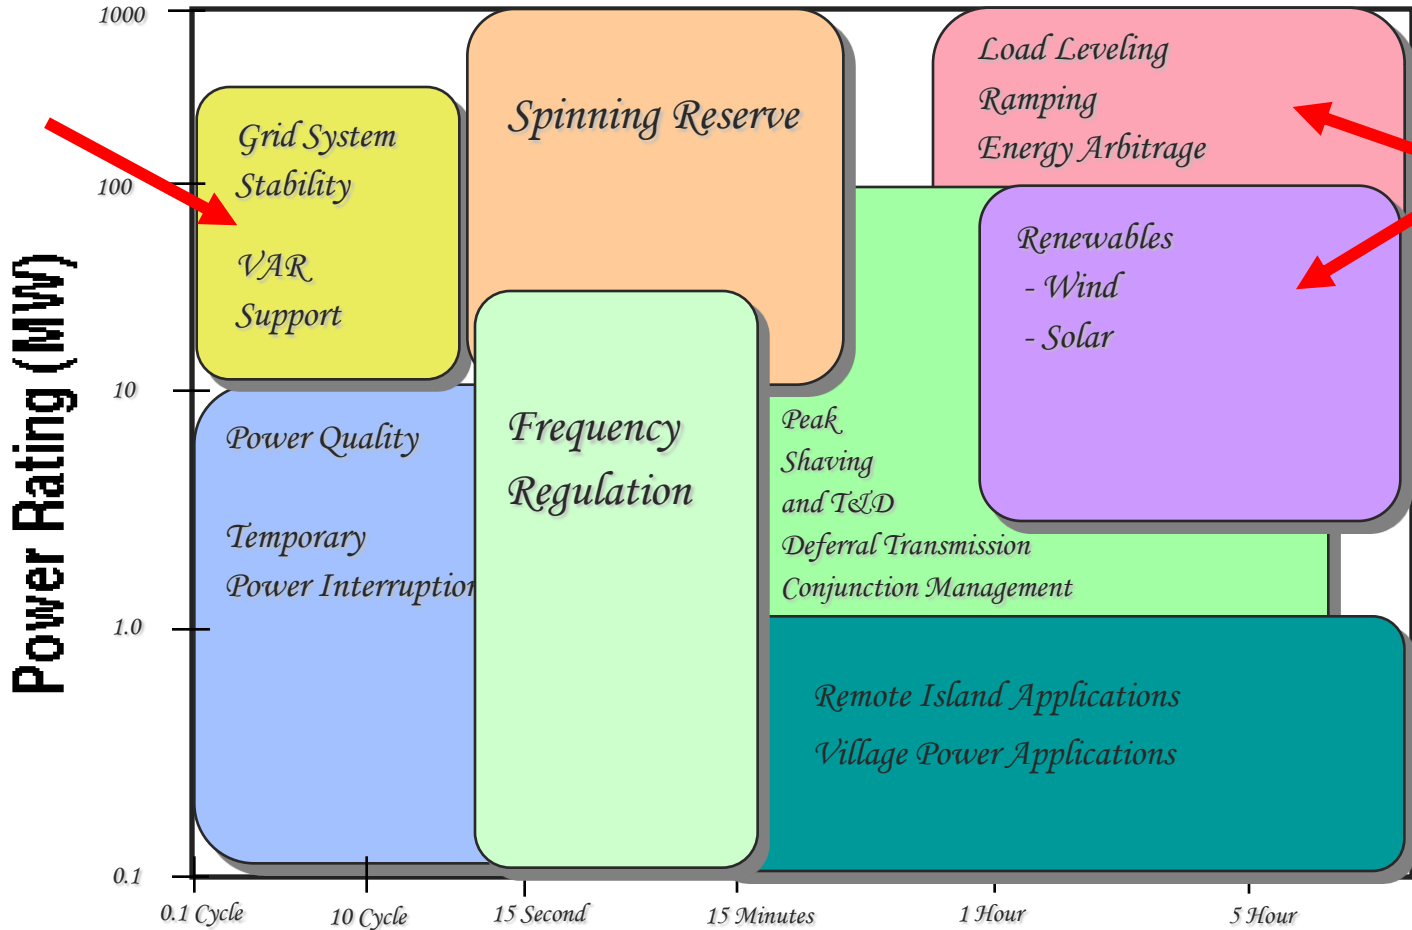 Power Rating (MW)
1000
100
10
1.0
0.1
Grid System
Stability
VAR
Support
Spinning Reserve
Load Leveling
Ramping
Energy Arbitrage
Renewables
- Wind
- Solar
Power Quality
Temporary
Power Interruption
Frequency
Regulation
Peak
Shaving
and T&D
Deferral Transmission
Conjunction Management
Remote Island Applications
Village Power Applications
0.1 Cycle
10 Cycle
15 Second
15 Minutes
1 Hour
5 Hour